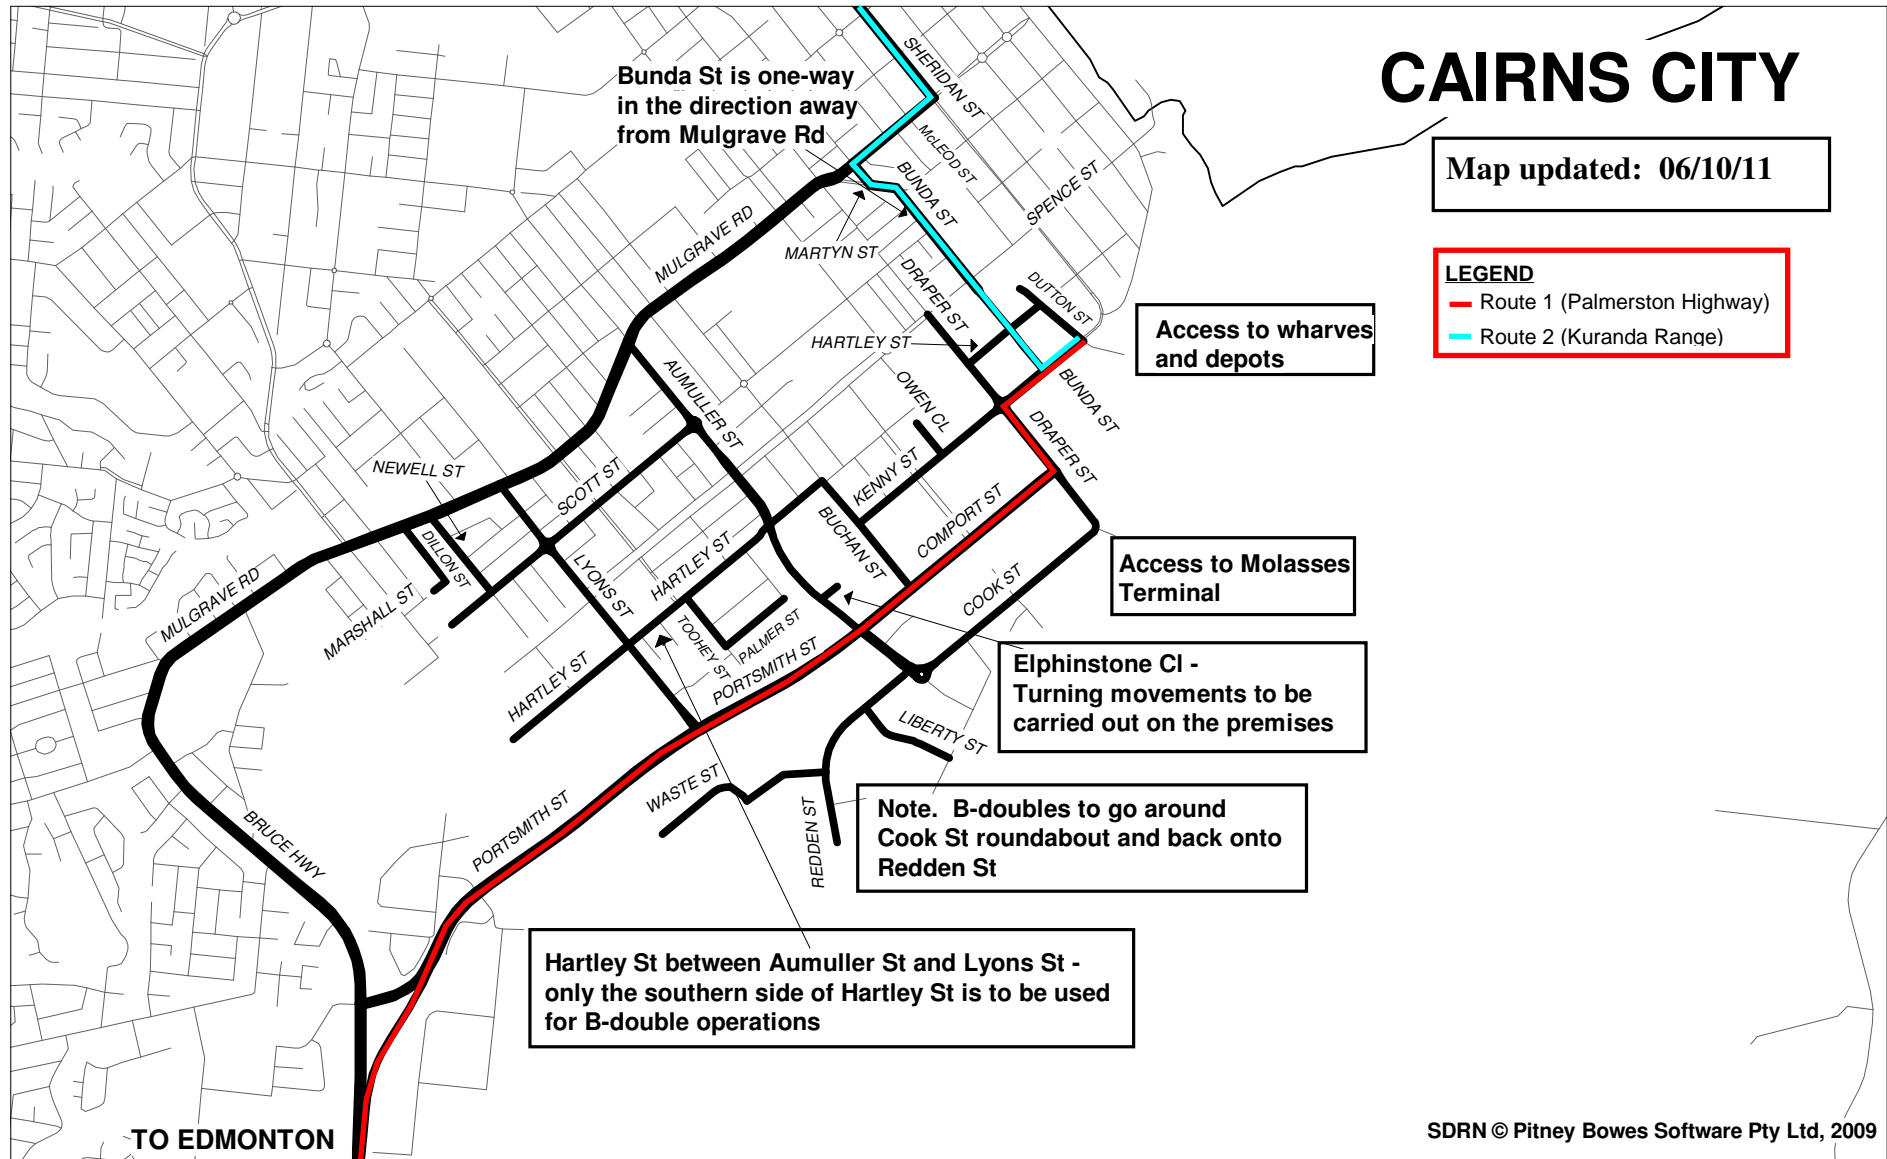 CAIRNS CITY
Map updated:  06/10/11
LEGEND
Route 1 (Palmerston Highway)
Route 2 (Kuranda Range)
Bunda St is one-way
in the direction away
from Mulgrave Rd
SHERIDAN ST
McLEOD ST
BUNDA ST
SPENCE ST
MULGRAVE RD
MARTYN ST
DRAPER ST
DUTTON ST
HARTLEY ST
Access to wharves
and depots
AUMULLER ST
OWEN CL
BUNDA ST
DRAPER ST
NEWELL ST
SCOTT ST
KENNY ST
COMPORT ST
BUCHAN ST
DILLON ST
LYONS ST
HARTLEY ST
COOK ST
Access to Molasses
Terminal
MULGRAVE RD
MARSHALL ST
TOOHEY ST
PALMER ST
PORTSMITH ST
HARTLEY ST
Elphinstone Cl -
Turning movements to be
carried out on the premises
LIBERTY ST
WASTE ST
REDDEN ST
Note.  B-doubles to go around
Cook St roundabout and back onto
Redden St
BRUCE HWY
PORTSMITH ST
Hartley St between Aumuller St and Lyons St -
only the southern side of Hartley St is to be used
for B-double operations
TO EDMONTON
SDRN © Pitney Bowes Software Pty Ltd, 2009